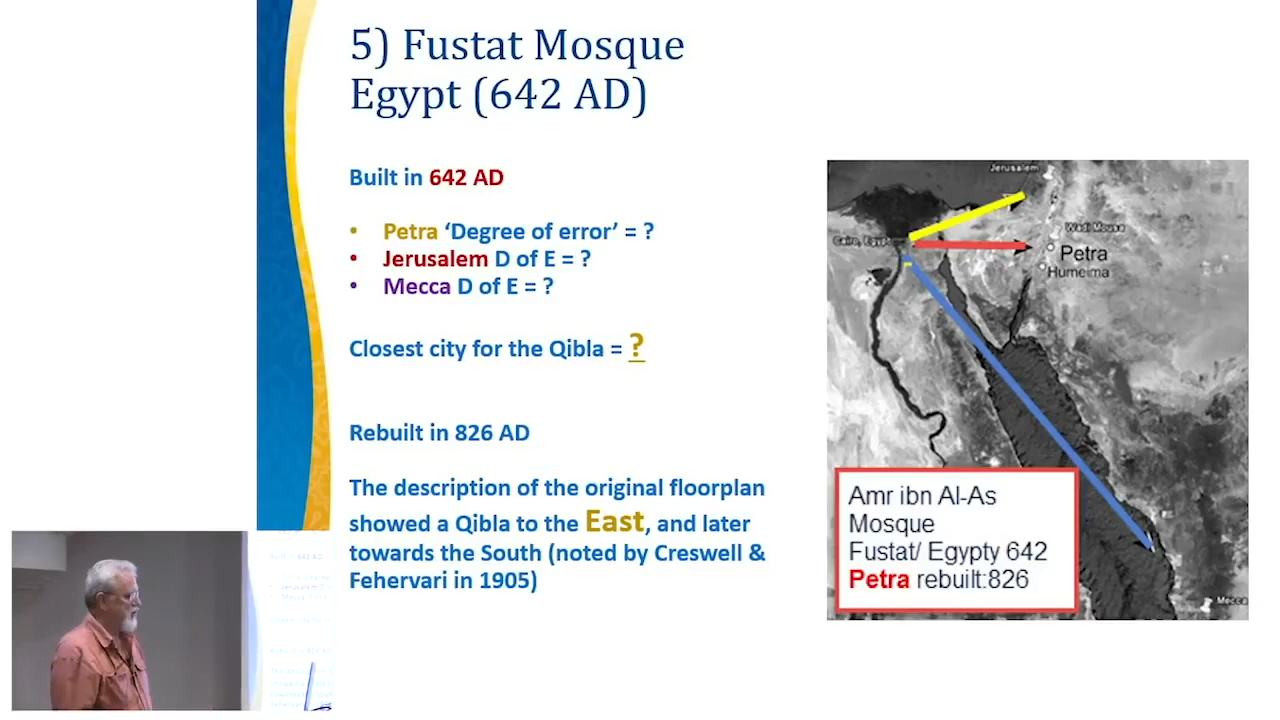 5) Fustat Mosque
Egypt (642 AD)
Built in 642 AD
• Petra ‘Degree of error’ = ?
• Jerusalem D of E = ?
• Mecca D of E = ?
Closest city for the Qibla = ?
Rebuilt in 826 AD
The description of the original floorplan
showed a Qibla to the East, and later
towards the South (noted by Creswell &
Fehervari in 1905)
Jerusalem
Cairo, Egypt
Wadi Mousa
Petra
Humeima
Mecca
Amr ibn Al-As
Mosque
Fustat/ Egypty 642
Petra rebuilt:826